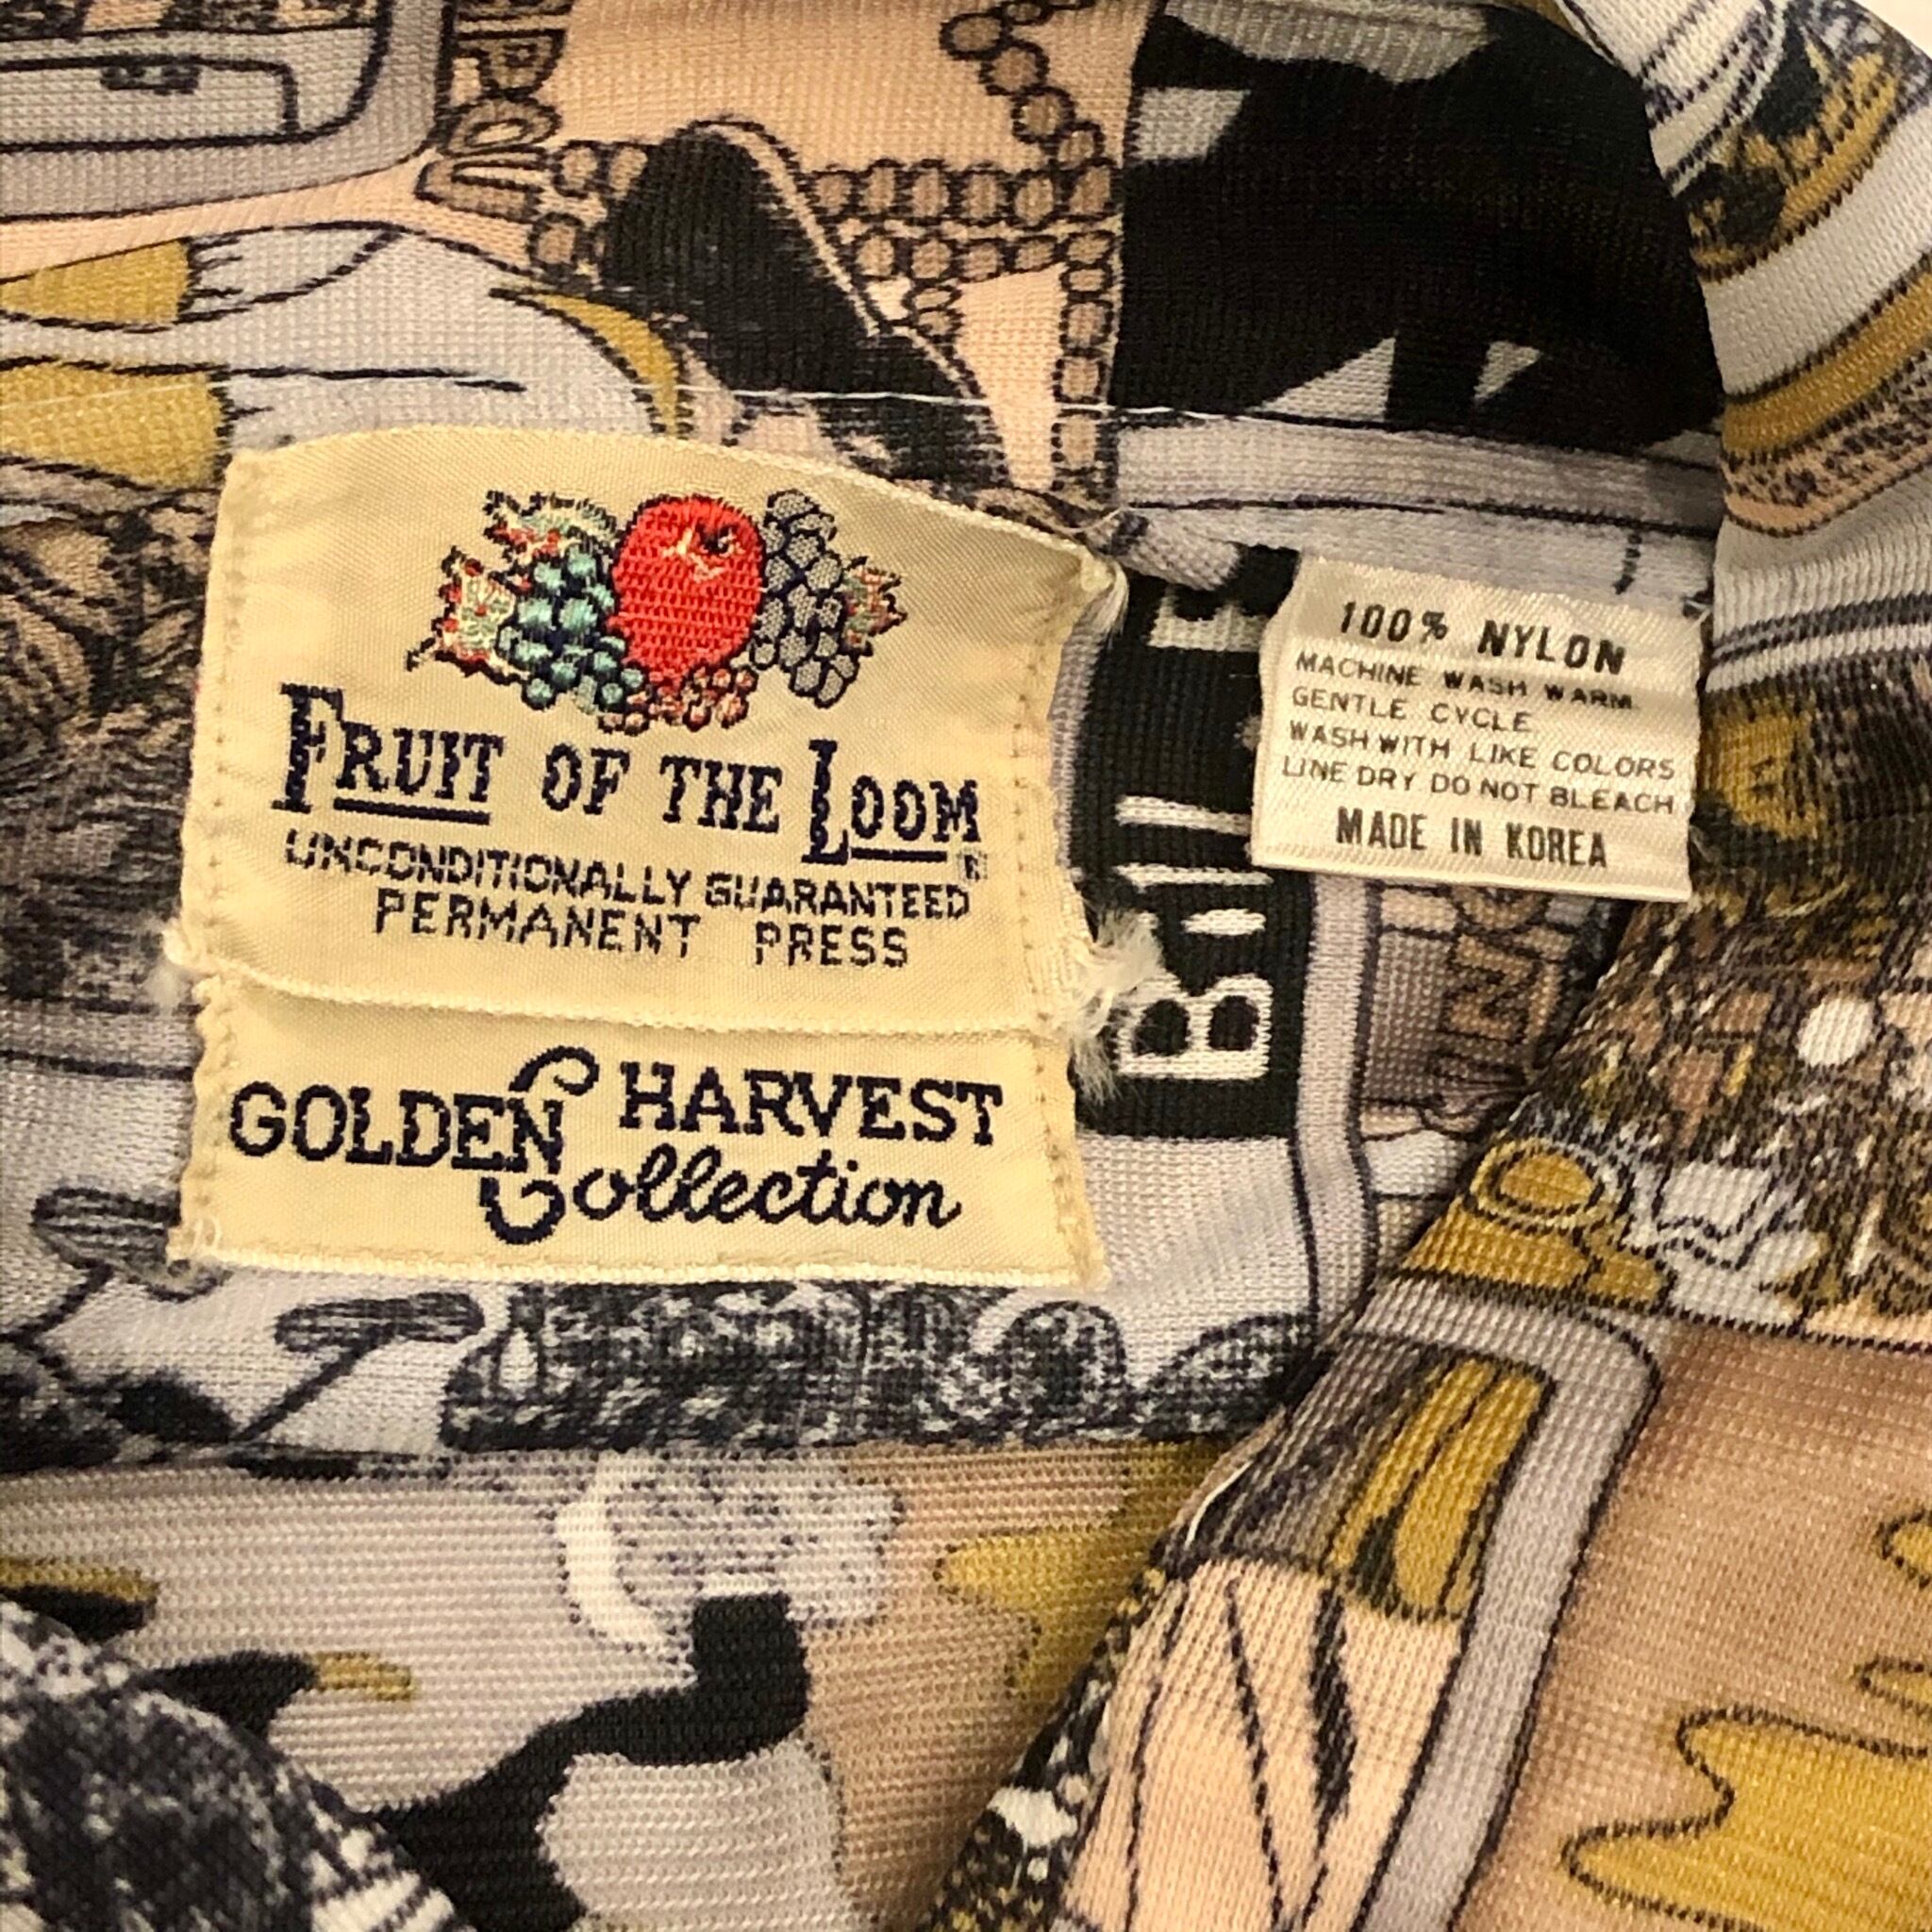 FRUIT OF THE LOOM®
UNCONDITIONALLY GUARANTEED
PERMANENT PRESS
GOLDEN HARVEST
Collection
100% NYLON
MACHINE WASH WARM
GENTLE CYCLE
WASH WITH LIKE COLORS
LINE DRY DO NOT BLEACH
MADE IN KOREA